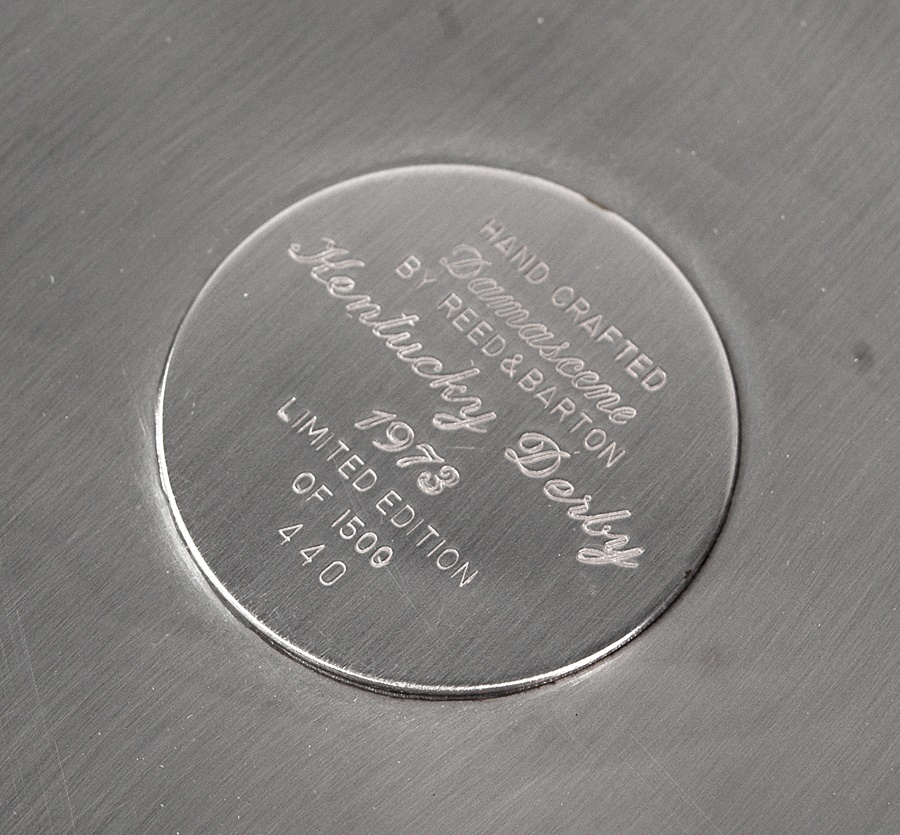 HAND CRAFTED
Damascene
BY REED & BARTON
Kentucky Derby
1973
LIMITED EDITION
OF 1500
440